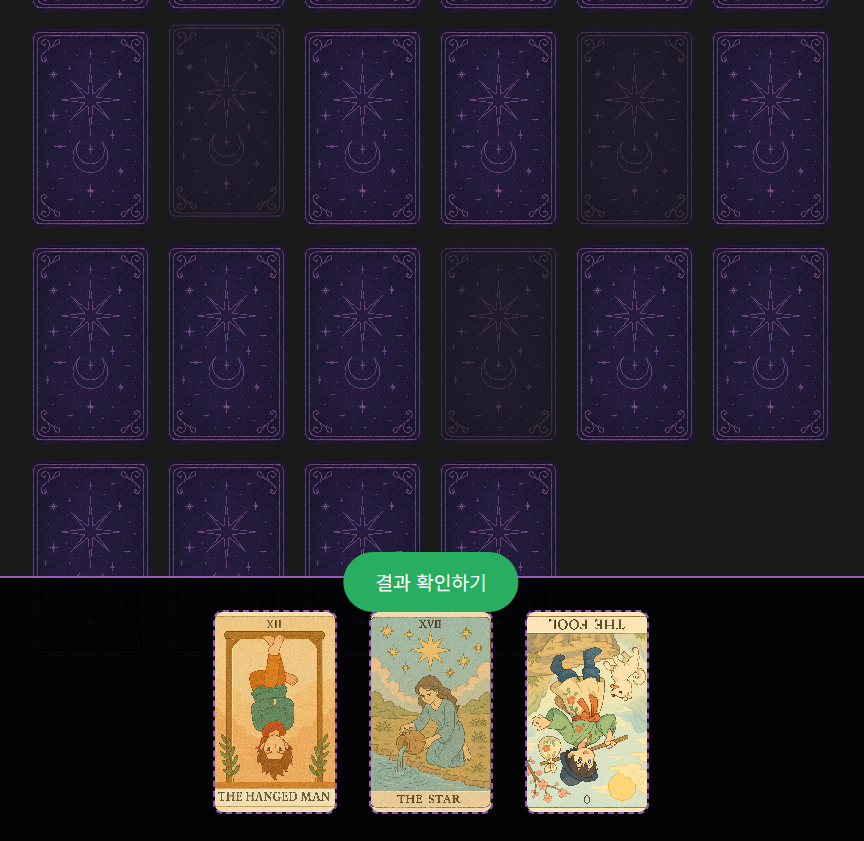 결과 확인하기
XII
THE HANGED MAN
XVII
THE STAR
THE FOOL
0